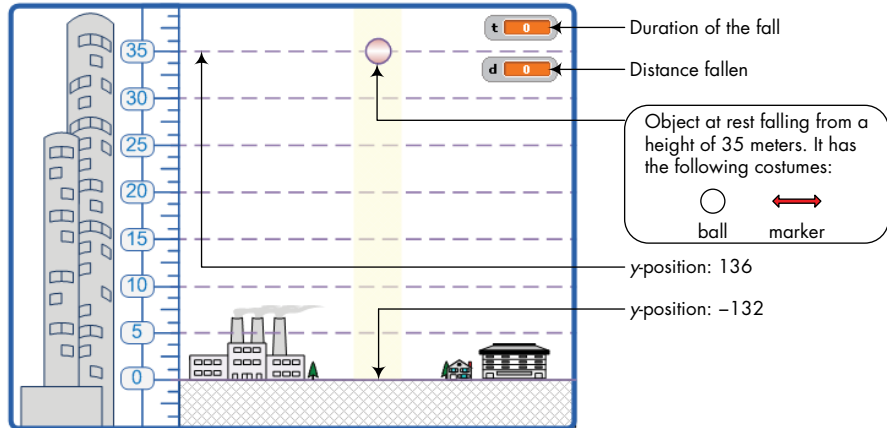 35
30
25
20
15
10
5
0
t 0
d 0
Duration of the fall
Distance fallen
Object at rest falling from a
height of 35 meters. It has
the following costumes:
ball marker
y-position: 136
y-position: –132